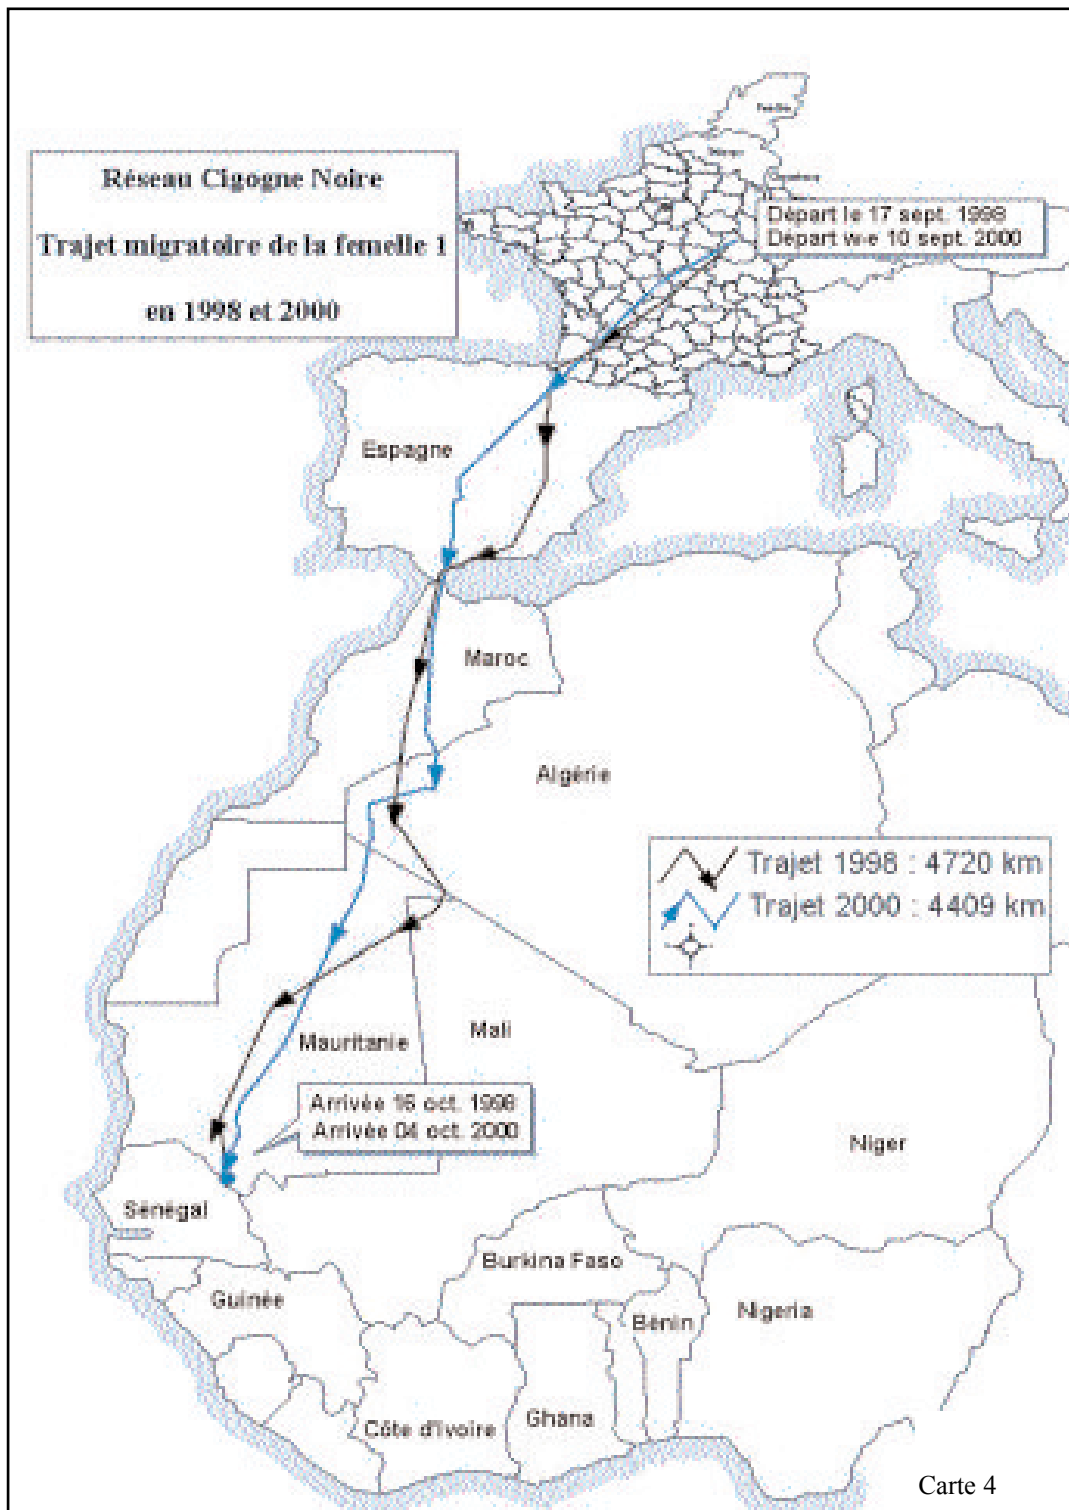 Réseau Cigogne Noire
Trajet migratoire de la femelle 1
en 1998 et 2000
Départ le 17 sept. 1998
Départ w-e 10 sept. 2000
Espagne
Maroc
Algérie
Trajet 1998 : 4720 km
Trajet 2000 : 4409 km
Mali
Mauritanie
Arrivée 16 oct. 1998
Arrivée 04 oct. 2000
Niger
Sénégal
Burkina Faso
Guinée
Bénin
Nigeria
Ghana
Côte d'Ivoire
Carte 4